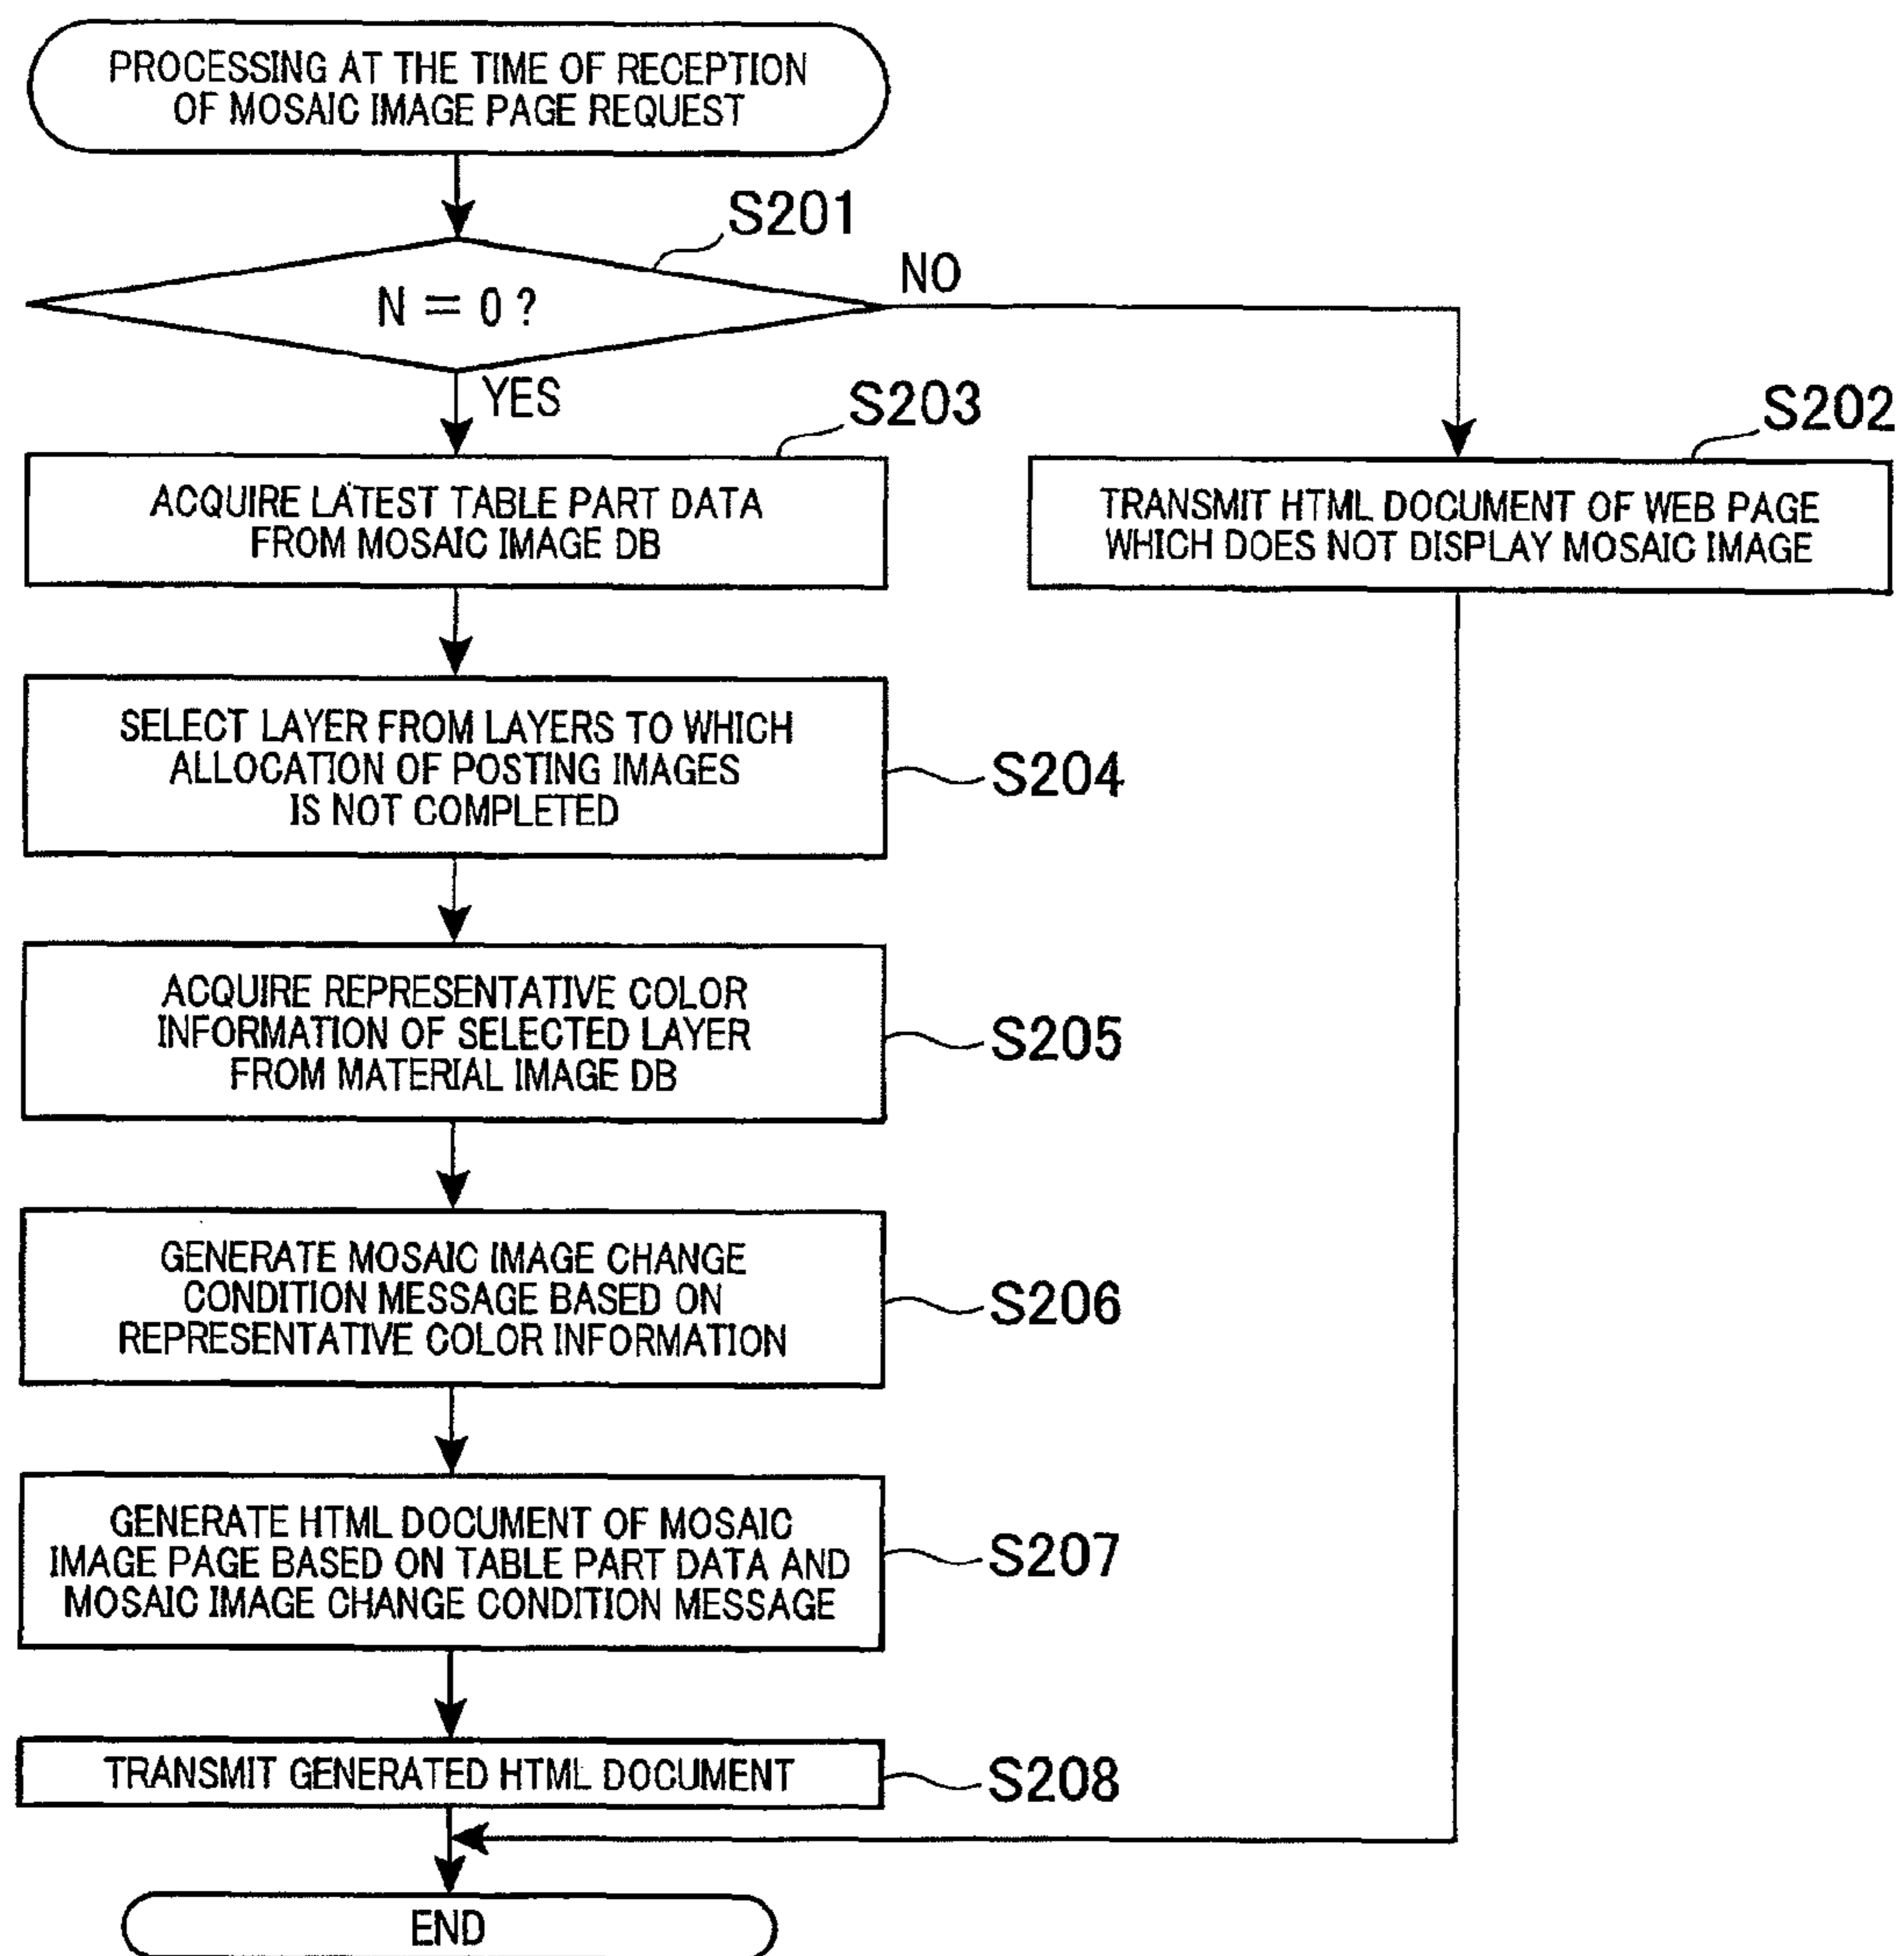 PROCESSING AT THE TIME OF RECEPTION
OF MOSAIC IMAGE PAGE REQUEST
S201
N = 0 ?
NO
YES
S203
ACQUIRE LATEST TABLE PART DATA
FROM MOSAIC IMAGE DB
S202
TRANSMIT HTML DOCUMENT OF WEB PAGE
WHICH DOES NOT DISPLAY MOSAIC IMAGE
SELECT LAYER FROM LAYERS TO WHICH
ALLOCATION OF POSTING IMAGES
IS NOT COMPLETED
S204
ACQUIRE REPRESENTATIVE COLOR
INFORMATION OF SELECTED LAYER
FROM MATERIAL IMAGE DB
S205
GENERATE MOSAIC IMAGE CHANGE
CONDITION MESSAGE BASED ON
REPRESENTATIVE COLOR INFORMATION
S206
GENERATE HTML DOCUMENT OF MOSAIC
IMAGE PAGE BASED ON TABLE PART DATA AND
MOSAIC IMAGE CHANGE CONDITION MESSAGE
S207
TRANSMIT GENERATED HTML DOCUMENT
S208
END